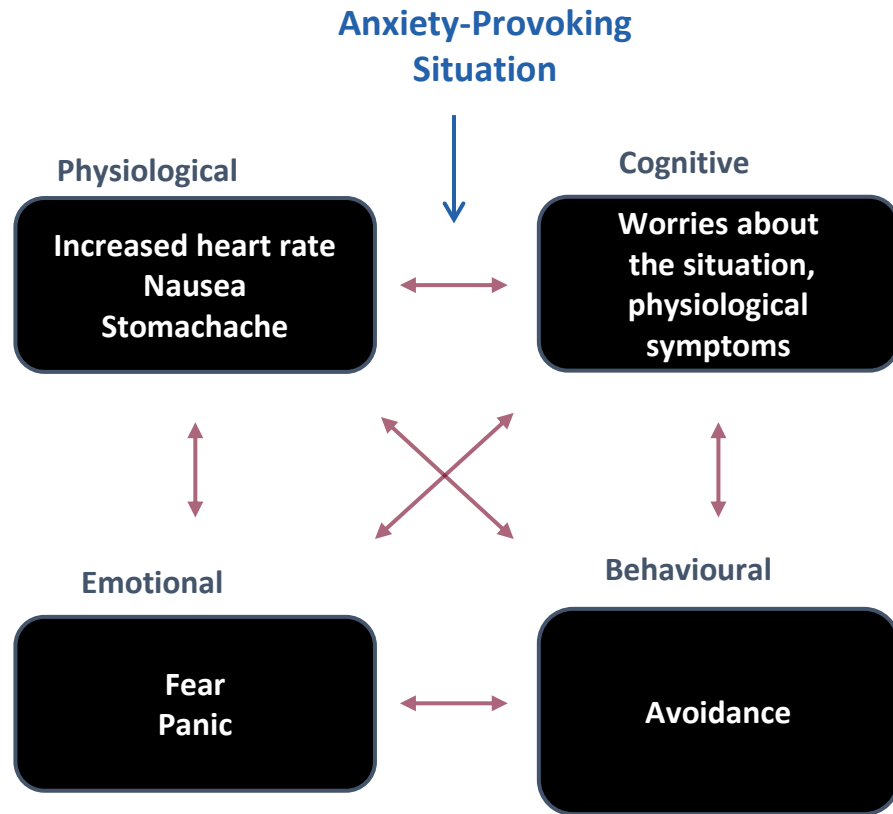 Anxiety-Provoking
Situation
Physiological
Increased heart rate
Nausea
Stomachache
Cognitive
Worries about
the situation,
physiological
symptoms
Emotional
Fear
Panic
Behavioural
Avoidance